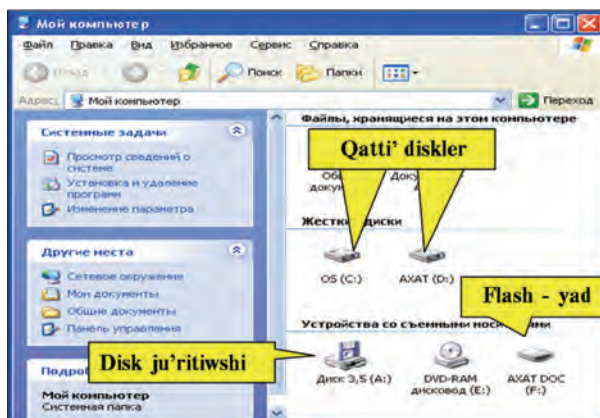 Мой компьютер
Файл Правка Вид Избранное Сервис Справка
Назад Поиск Папки
Адрес: Мой компьютер Переход
Файлы, хранящиеся на этом компьютере
Системные задачи
Просмотр сведений о
системе
Установка и удаление
программ
Изменение параметра
Qatti' diskler
Жесткие диски
OS (C:) AXAT (D:)
Другие места
Сетевое окружение
Мои документы
Общие документы
Панель управления
Flash - yad
Устройства со съемными
Disk ju'ritiwshi
Диск 3,5 (A:) DVD-RAM AXAT DOC
дисковод (E:) (F:)
Мой компьютер
Системная папка